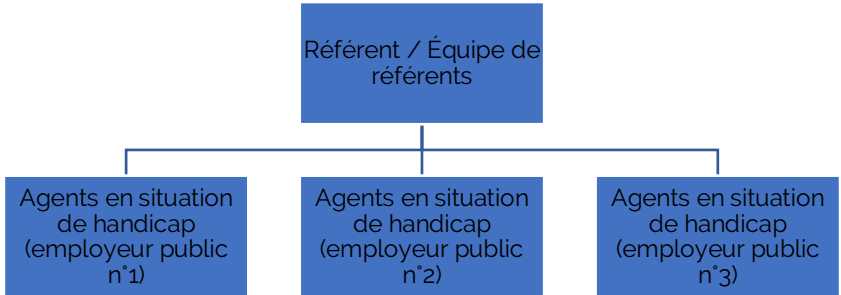 Référent / Équipe de
référents
Agents en situation
de handicap
(employeur public
n°1)
Agents en situation
de handicap
(employeur public
n°2)
Agents en situation
de handicap
(employeur public
n°3)